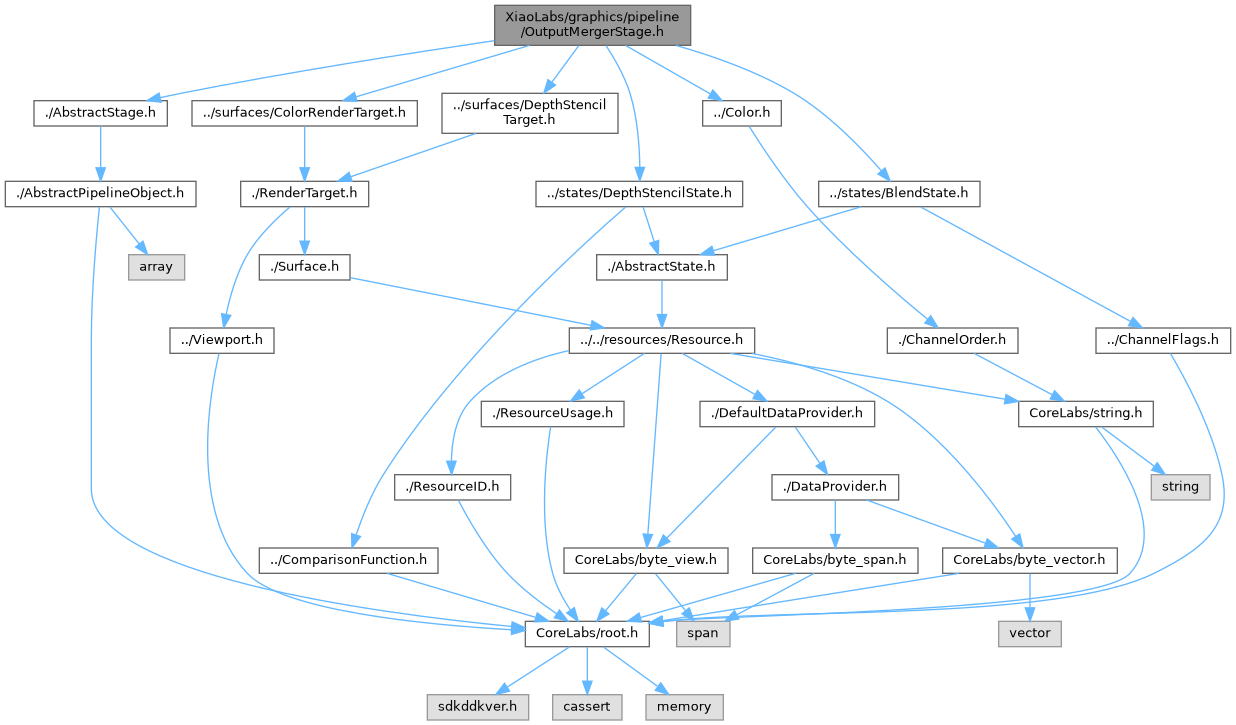 XiaoLabs/graphics/pipeline
/OutputMergerStage.h
./AbstractStage.h
../surfaces/ColorRenderTarget.h
../surfaces/DepthStencil
Target.h
../Color.h
./AbstractPipelineObject.h
./RenderTarget.h
../states/DepthStencilState.h
../states/BlendState.h
array
./Surface.h
./AbstractState.h
../Viewport.h
../../resources/Resource.h
./ChannelOrder.h
../ChannelFlags.h
./ResourceUsage.h
./DefaultDataProvider.h
CoreLabs/string.h
./ResourceID.h
./DataProvider.h
string
../ComparisonFunction.h
CoreLabs/byte_view.h
CoreLabs/byte_span.h
CoreLabs/byte_vector.h
CoreLabs/root.h
span
vector
sdkddkver.h
cassert
memory